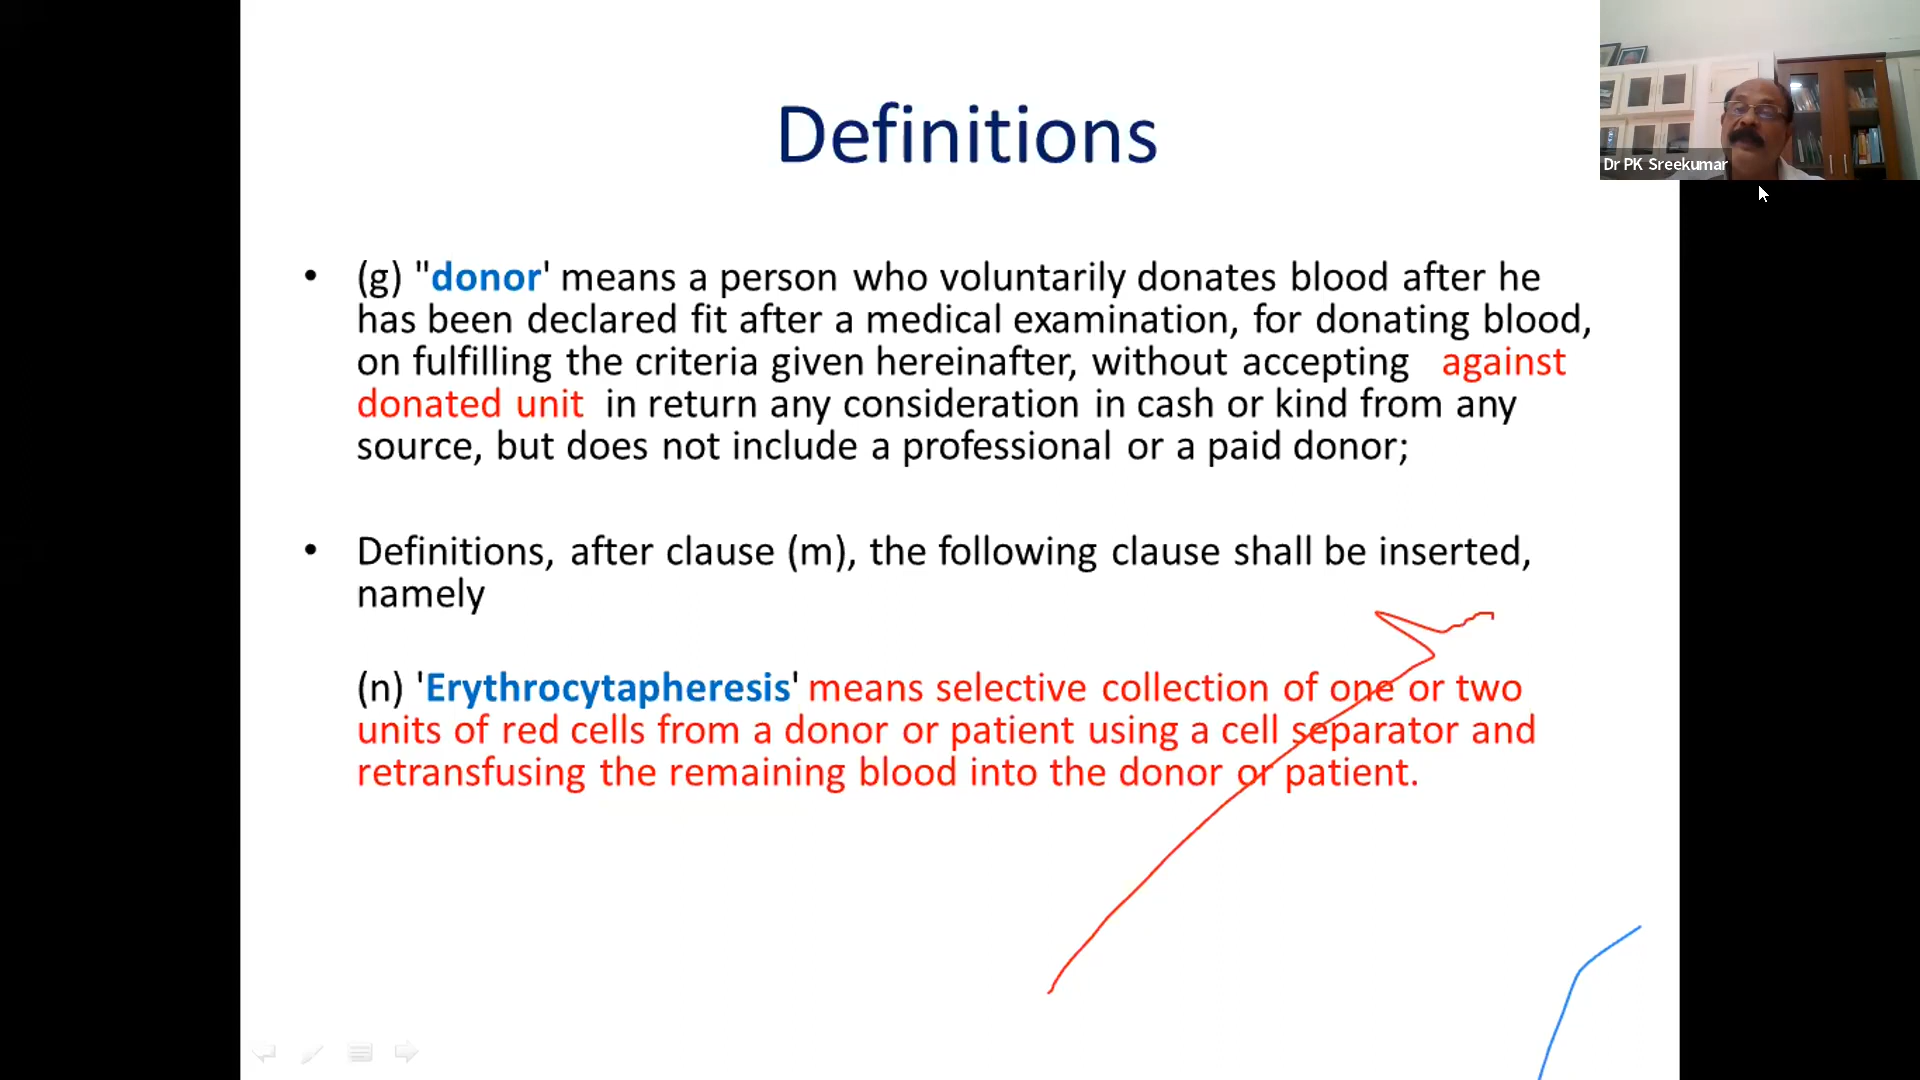 Definitions
Dr PK Sreekumar
• (g) "donor' means a person who voluntarily donates blood after he
has been declared fit after a medical examination, for donating blood,
on fulfilling the criteria given hereinafter, without accepting against
donated unit in return any consideration in cash or kind from any
source, but does not include a professional or a paid donor;
• Definitions, after clause (m), the following clause shall be inserted,
namely
(n) 'Erythrocytapheresis' means selective collection of one or two
units of red cells from a donor or patient using a cell separator and
retransfusing the remaining blood into the donor or patient.